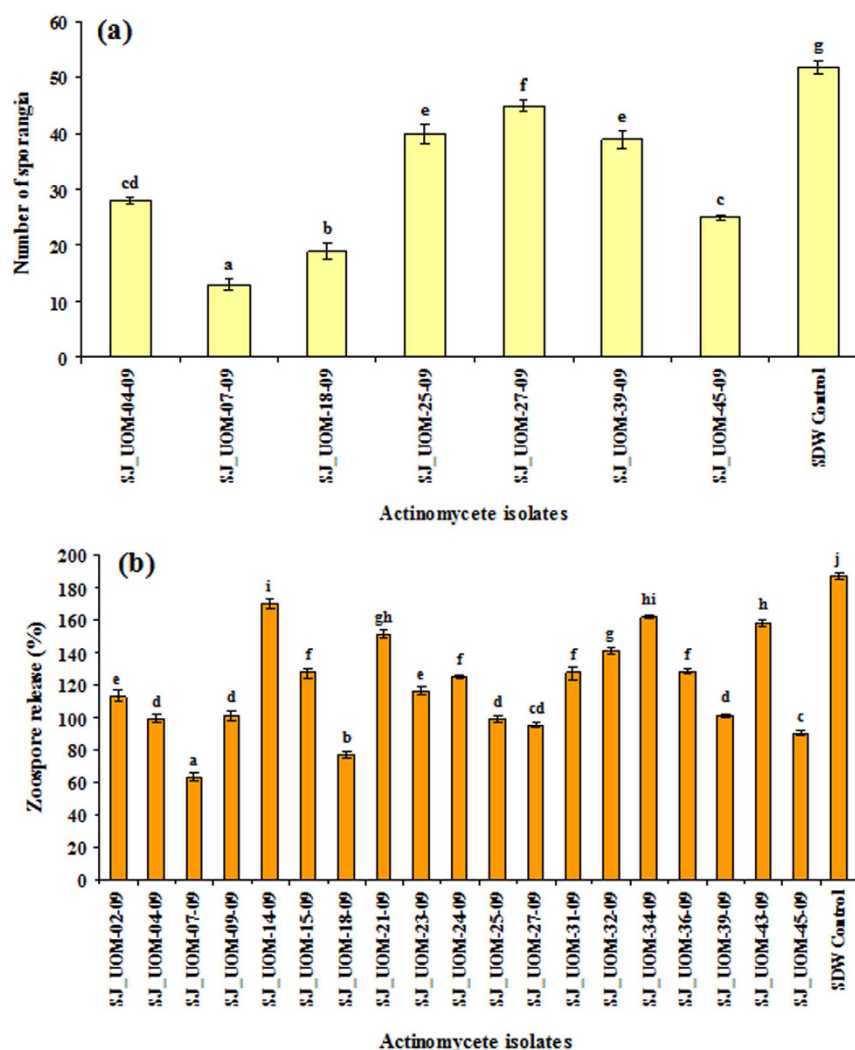 (a)
Number of sporangia
60
50
40
30
20
10
0
cd
a
b
e
f
e
c
g
SJ_UOM-04-09
SJ_UOM-07-09
SJ_UOM-18-09
SJ_UOM-25-09
SJ_UOM-27-09
SJ_UOM-39-09
SJ_UOM-45-09
SDW Control
Actinomycete isolates
(b)
Zoospore release (%)
200
180
160
140
120
100
80
60
40
20
0
e
d
a
d
i
f
b
gh
e
f
d
cd
f
g
hi
f
d
h
c
j
SJ_UOM-02-09
SJ_UOM-04-09
SJ_UOM-07-09
SJ_UOM-09-09
SJ_UOM-14-09
SJ_UOM-15-09
SJ_UOM-18-09
SJ_UOM-21-09
SJ_UOM-23-09
SJ_UOM-24-09
SJ_UOM-25-09
SJ_UOM-27-09
SJ_UOM-31-09
SJ_UOM-32-09
SJ_UOM-34-09
SJ_UOM-36-09
SJ_UOM-39-09
SJ_UOM-43-09
SJ_UOM-45-09
SDW Control
Actinomycete isolates